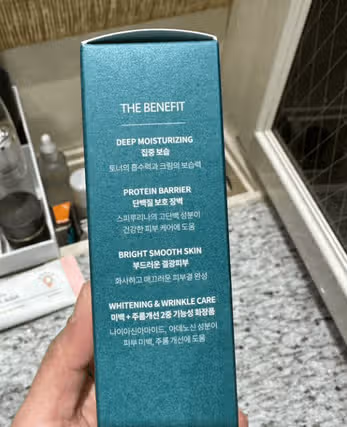 THE BENEFIT
DEEP MOISTURIZING
집중 보습
토너의 흡수력과 크림의 보습력
PROTEIN BARRIER
단백질 보호 장벽
스피루리나의 고단백 성분이
건강한 피부 케어에 도움
BRIGHT SMOOTH SKIN
부드러운 결광피부
화사하고 매끄러운 피부결 완성
WHITENING & WRINKLE CARE
미백 + 주름개선 2중 기능성 화장품
나이아신아마이드, 아데노신 성분이
피부 미백, 주름 개선에 도움